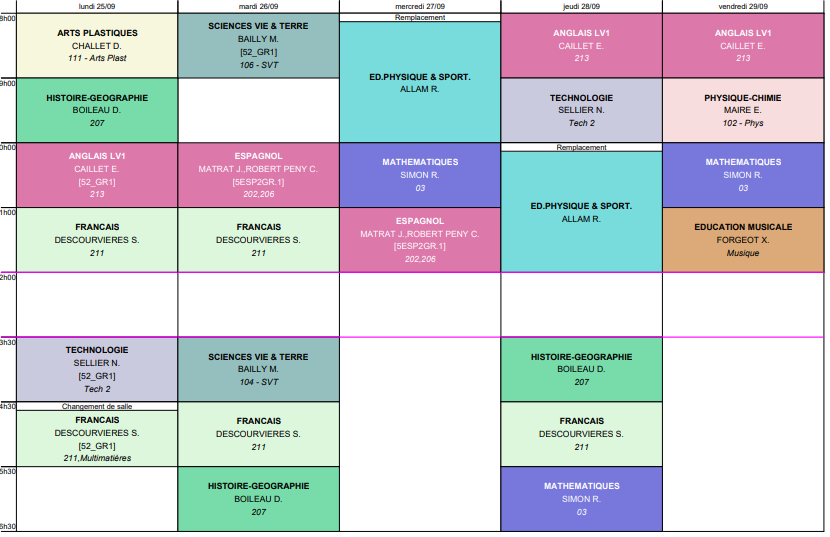 lundi 25/09
mardi 26/09
mercredi 27/09
jeudi 28/09
vendredi 29/09
8h00
ARTS PLASTIQUES
CHALLET D.
111 - Arts Plast
SCIENCES VIE & TERRE
BAILLY M.
[52_GR1]
106 - SVT
Remplacement
ED.PHYSIQUE & SPORT.
ALLAM R.
ANGLAIS LV1
CAILLET E.
213
ANGLAIS LV1
CAILLET E.
213
9h00
HISTOIRE-GEOGRAPHIE
BOILEAU D.
207
TECHNOLOGIE
SELLIER N.
Tech 2
PHYSIQUE-CHIMIE
MAIRE E.
102 - Phys
0h00
ANGLAIS LV1
CAILLET E.
[52_GR1]
213
ESPAGNOL
MATRAT J.,ROBERT PENY C.
[5ESP2GR.1]
202,206
MATHEMATIQUES
SIMON R.
03
Remplacement
ED.PHYSIQUE & SPORT.
ALLAM R.
MATHEMATIQUES
SIMON R.
03
1h00
FRANCAIS
DESCOURVIERES S.
211
FRANCAIS
DESCOURVIERES S.
211
ESPAGNOL
MATRAT J.,ROBERT PENY C.
[5ESP2GR.1]
202,206
EDUCATION MUSICALE
FORGEOT X.
Musique
2h00
3h30
TECHNOLOGIE
SELLIER N.
[52_GR1]
Tech 2
SCIENCES VIE & TERRE
BAILLY M.
104 - SVT
HISTOIRE-GEOGRAPHIE
BOILEAU D.
207
4h30
Changement de salle
FRANCAIS
DESCOURVIERES S.
[52_GR1]
211,Multimatières
FRANCAIS
DESCOURVIERES S.
211
FRANCAIS
DESCOURVIERES S.
211
5h30
HISTOIRE-GEOGRAPHIE
BOILEAU D.
207
MATHEMATIQUES
SIMON R.
03
6h30